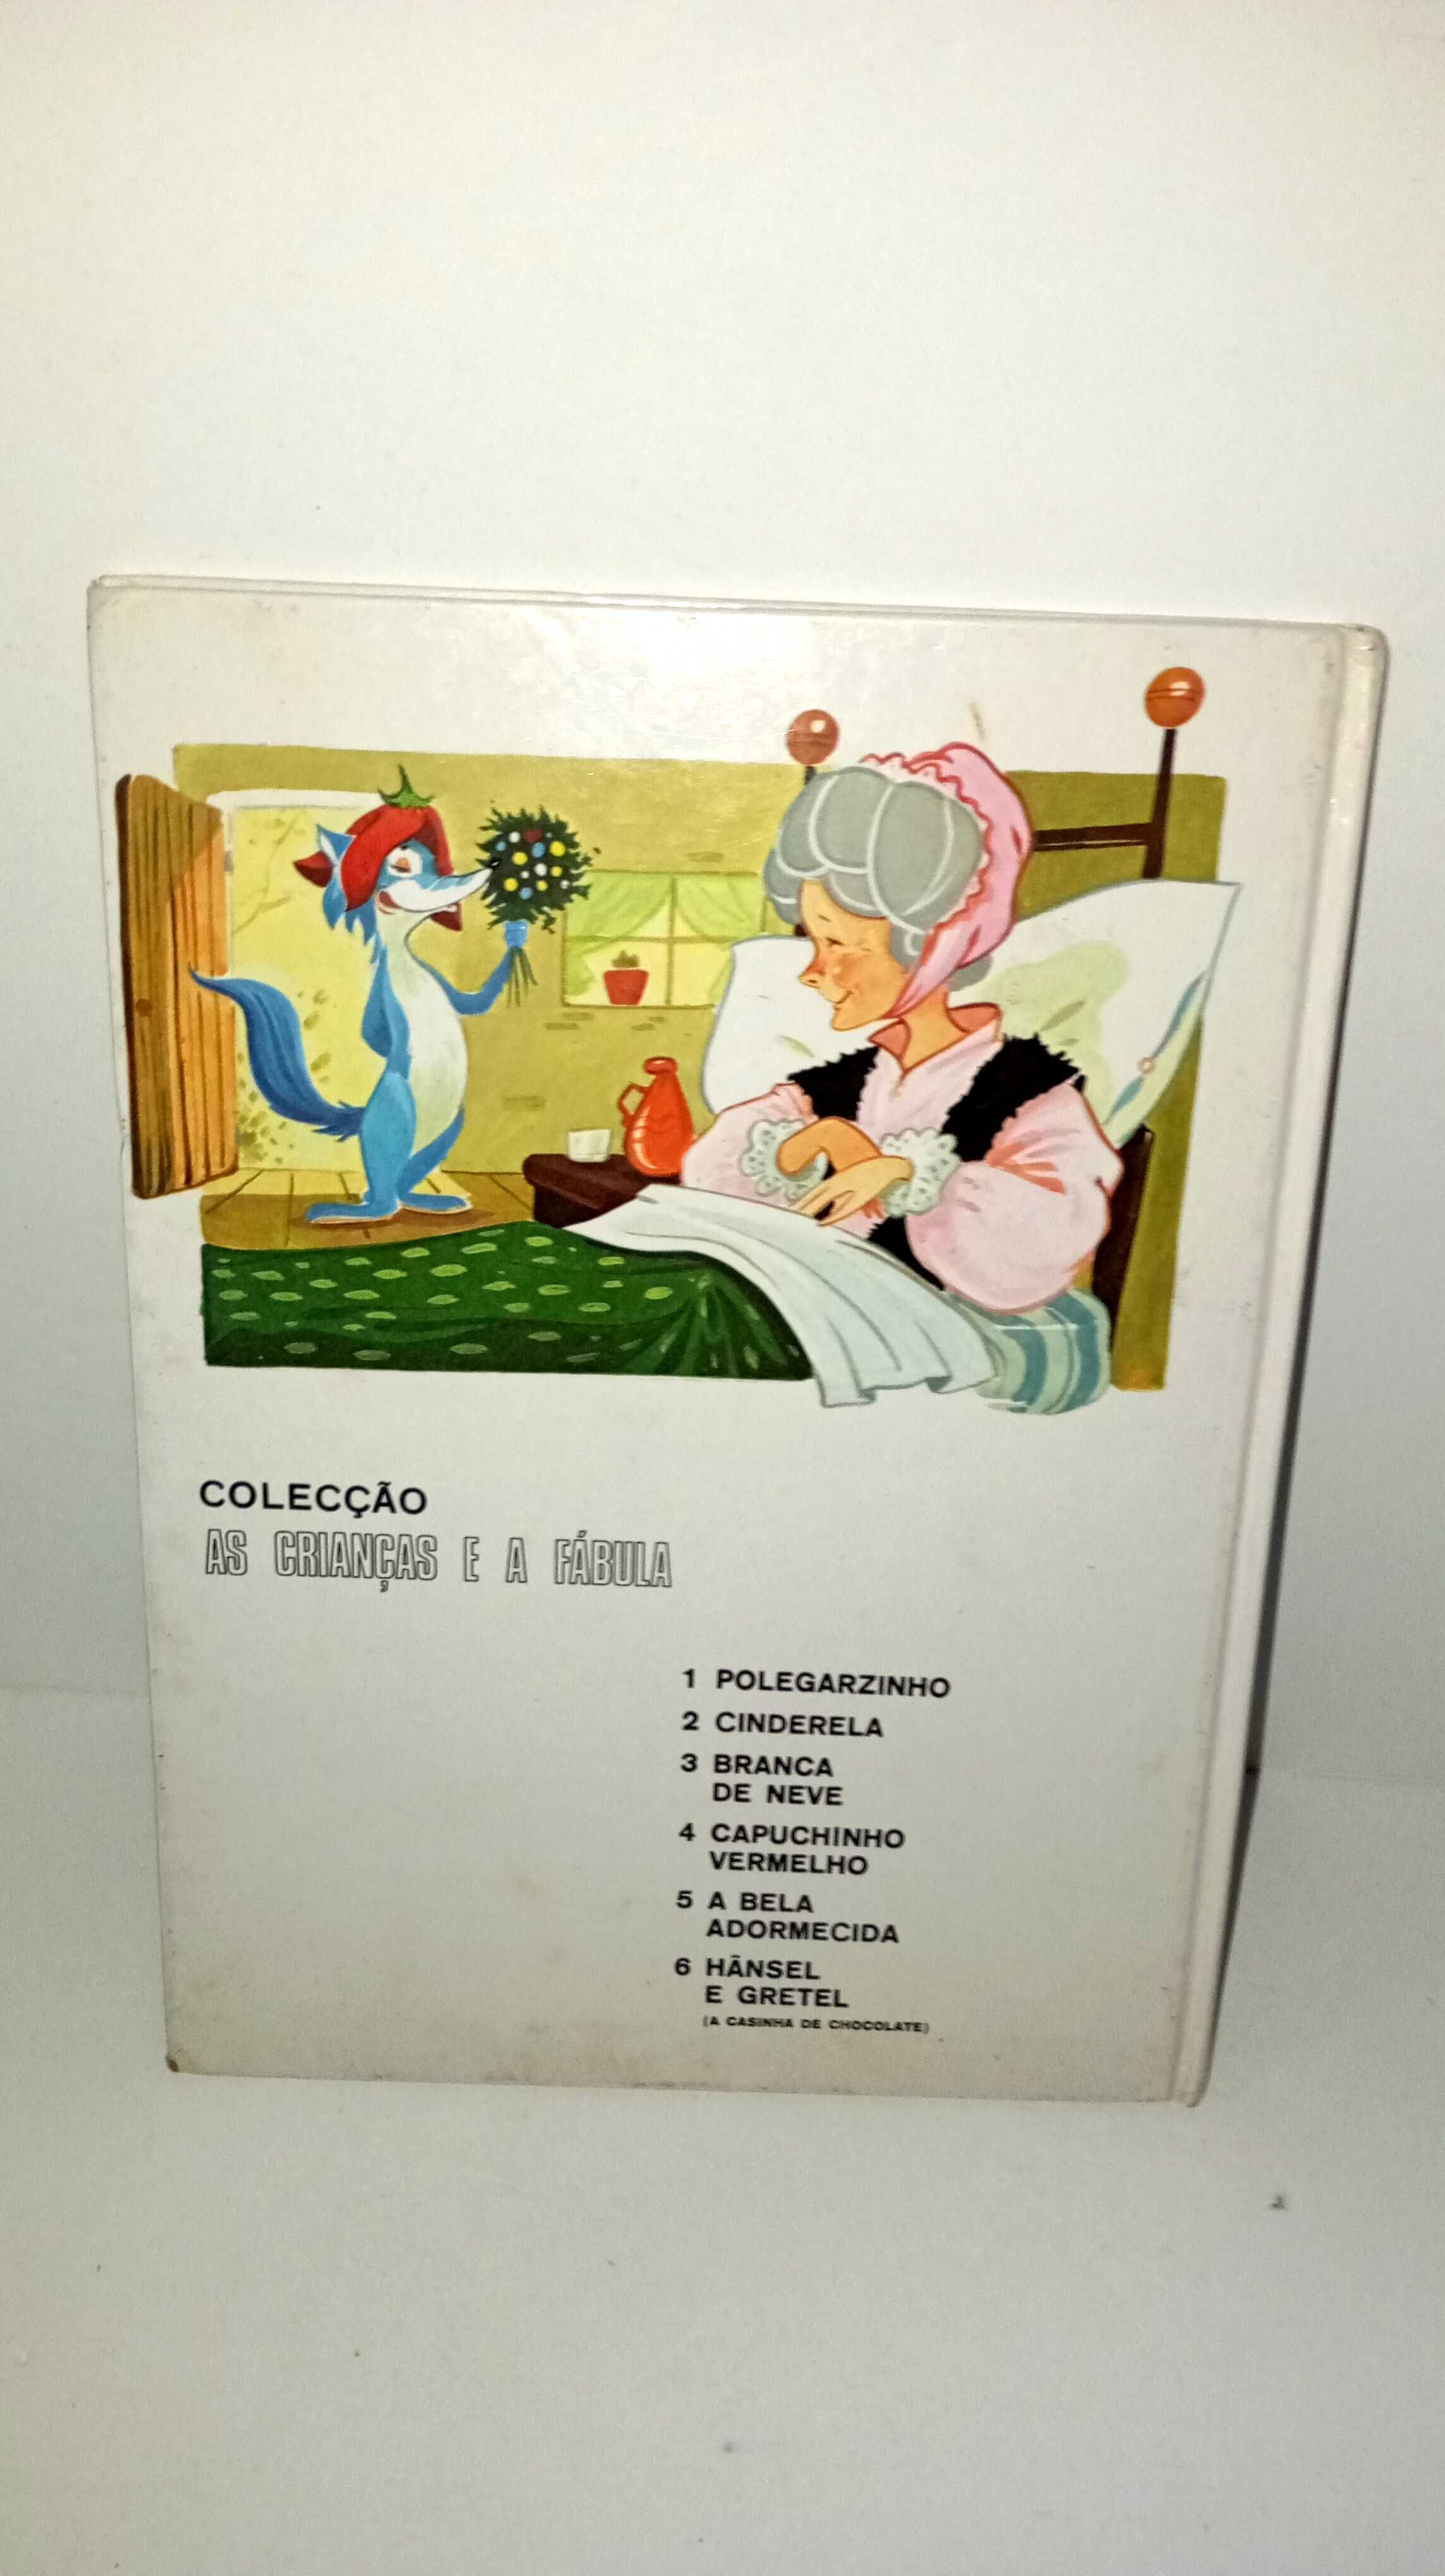 COLECÇÃO
AS CRIANÇAS E A FÁBULA
1 POLEGARZINHO
2 CINDERELA
3 BRANCA
DE NEVE
4 CAPUCHINHO
VERMELHO
5 A BELA
ADORMECIDA
6 HÄNSEL
E GRETEL
(A CASINHA DE CHOCOLATE)